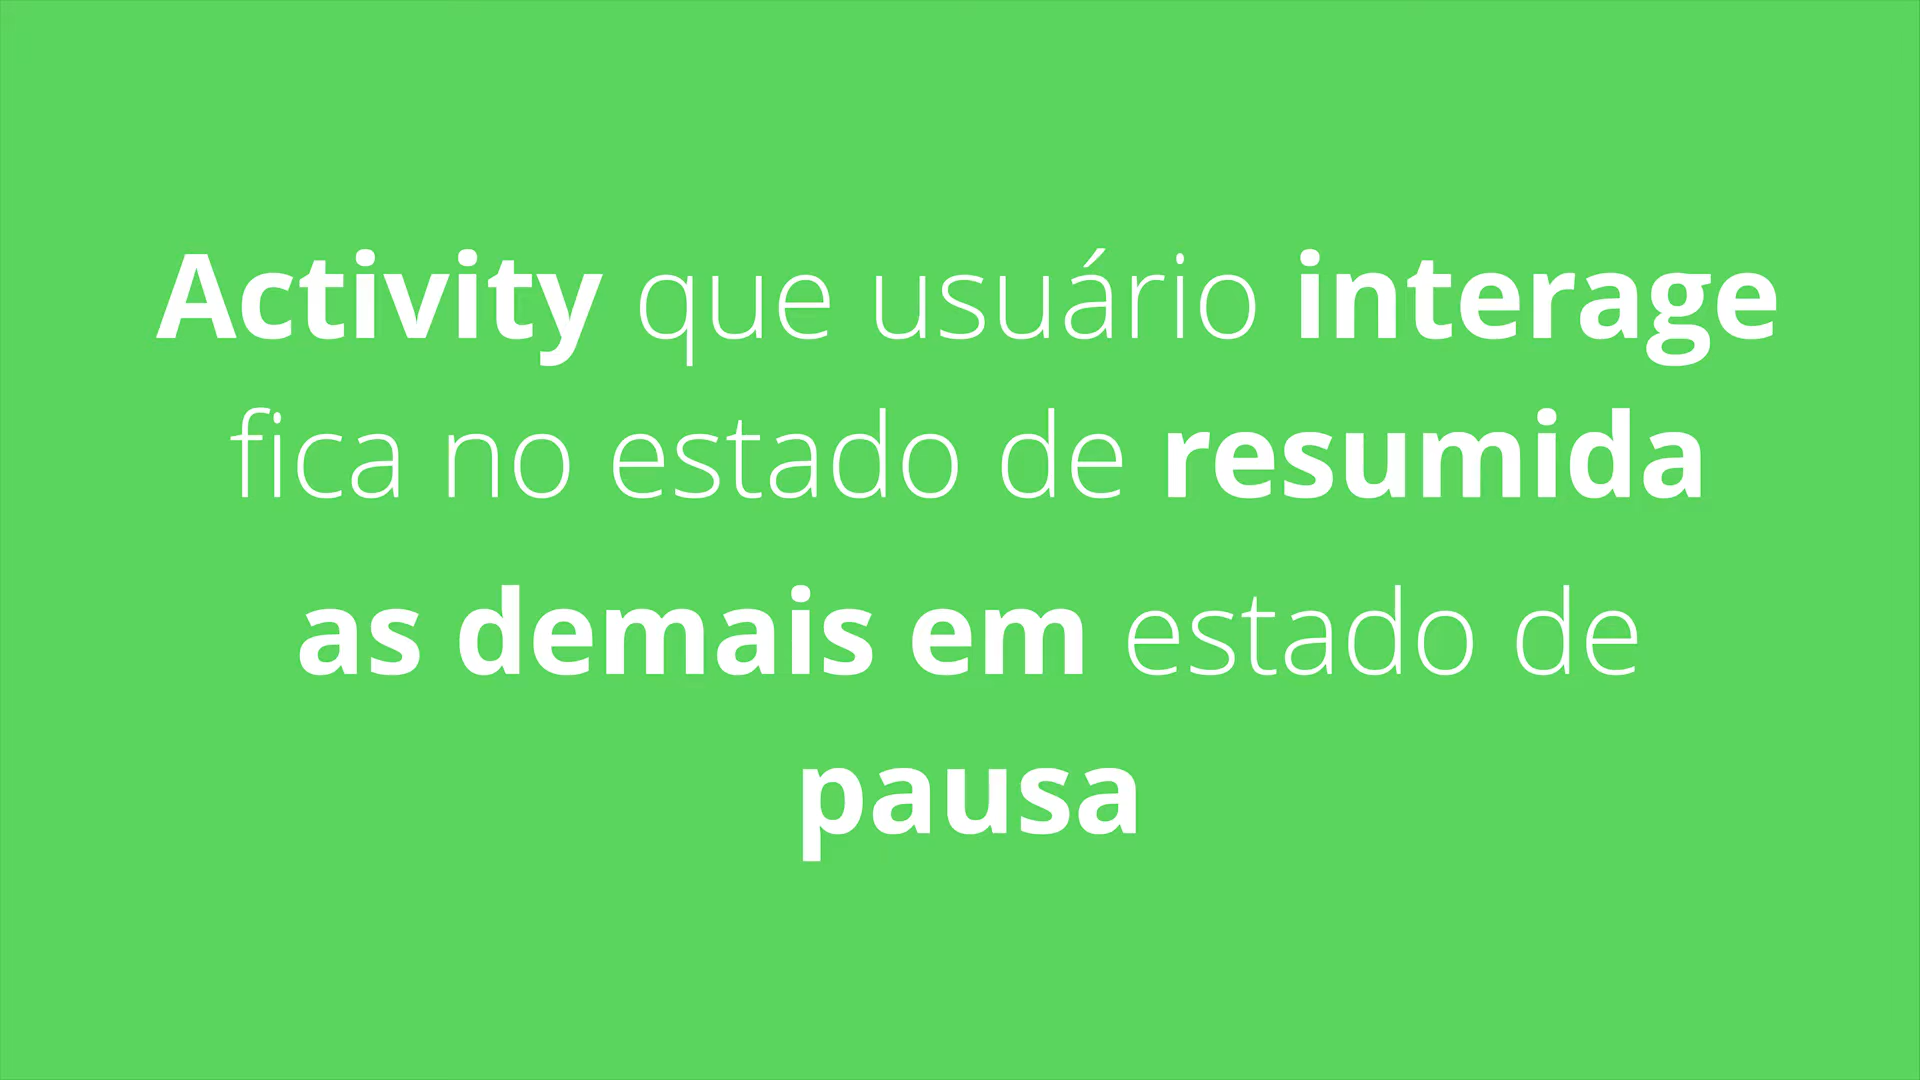 Activity que usuário interage
fica no estado de resumida
as demais em estado de
pausa